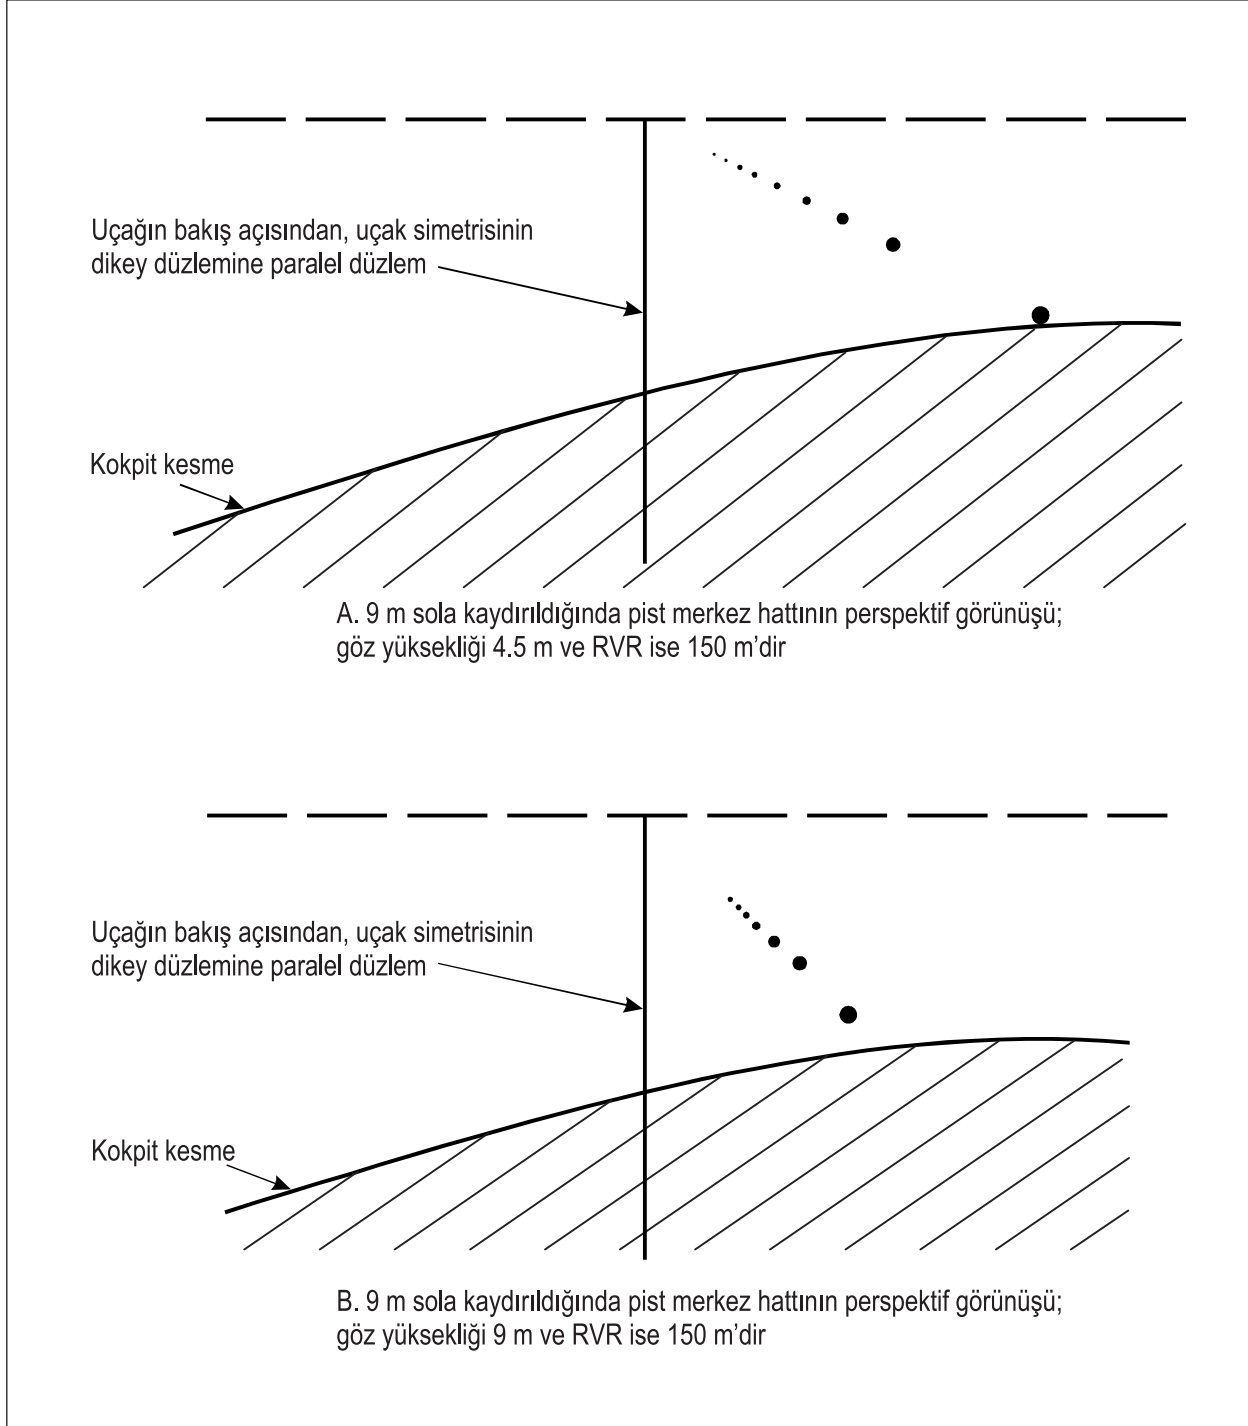 Uçağın bakış açısından, uçak simetrisinin
dikey düzlemine paralel düzlem
Kokpit kesme
A. 9 m sola kaydırıldığında pist merkez hattının perspektif görünüşü;
göz yüksekliği 4.5 m ve RVR ise 150 m’dir
Uçağın bakış açısından, uçak simetrisinin
dikey düzlemine paralel düzlem
Kokpit kesme
B. 9 m sola kaydırıldığında pist merkez hattının perspektif görünüşü;
göz yüksekliği 9 m ve RVR ise 150 m’dir